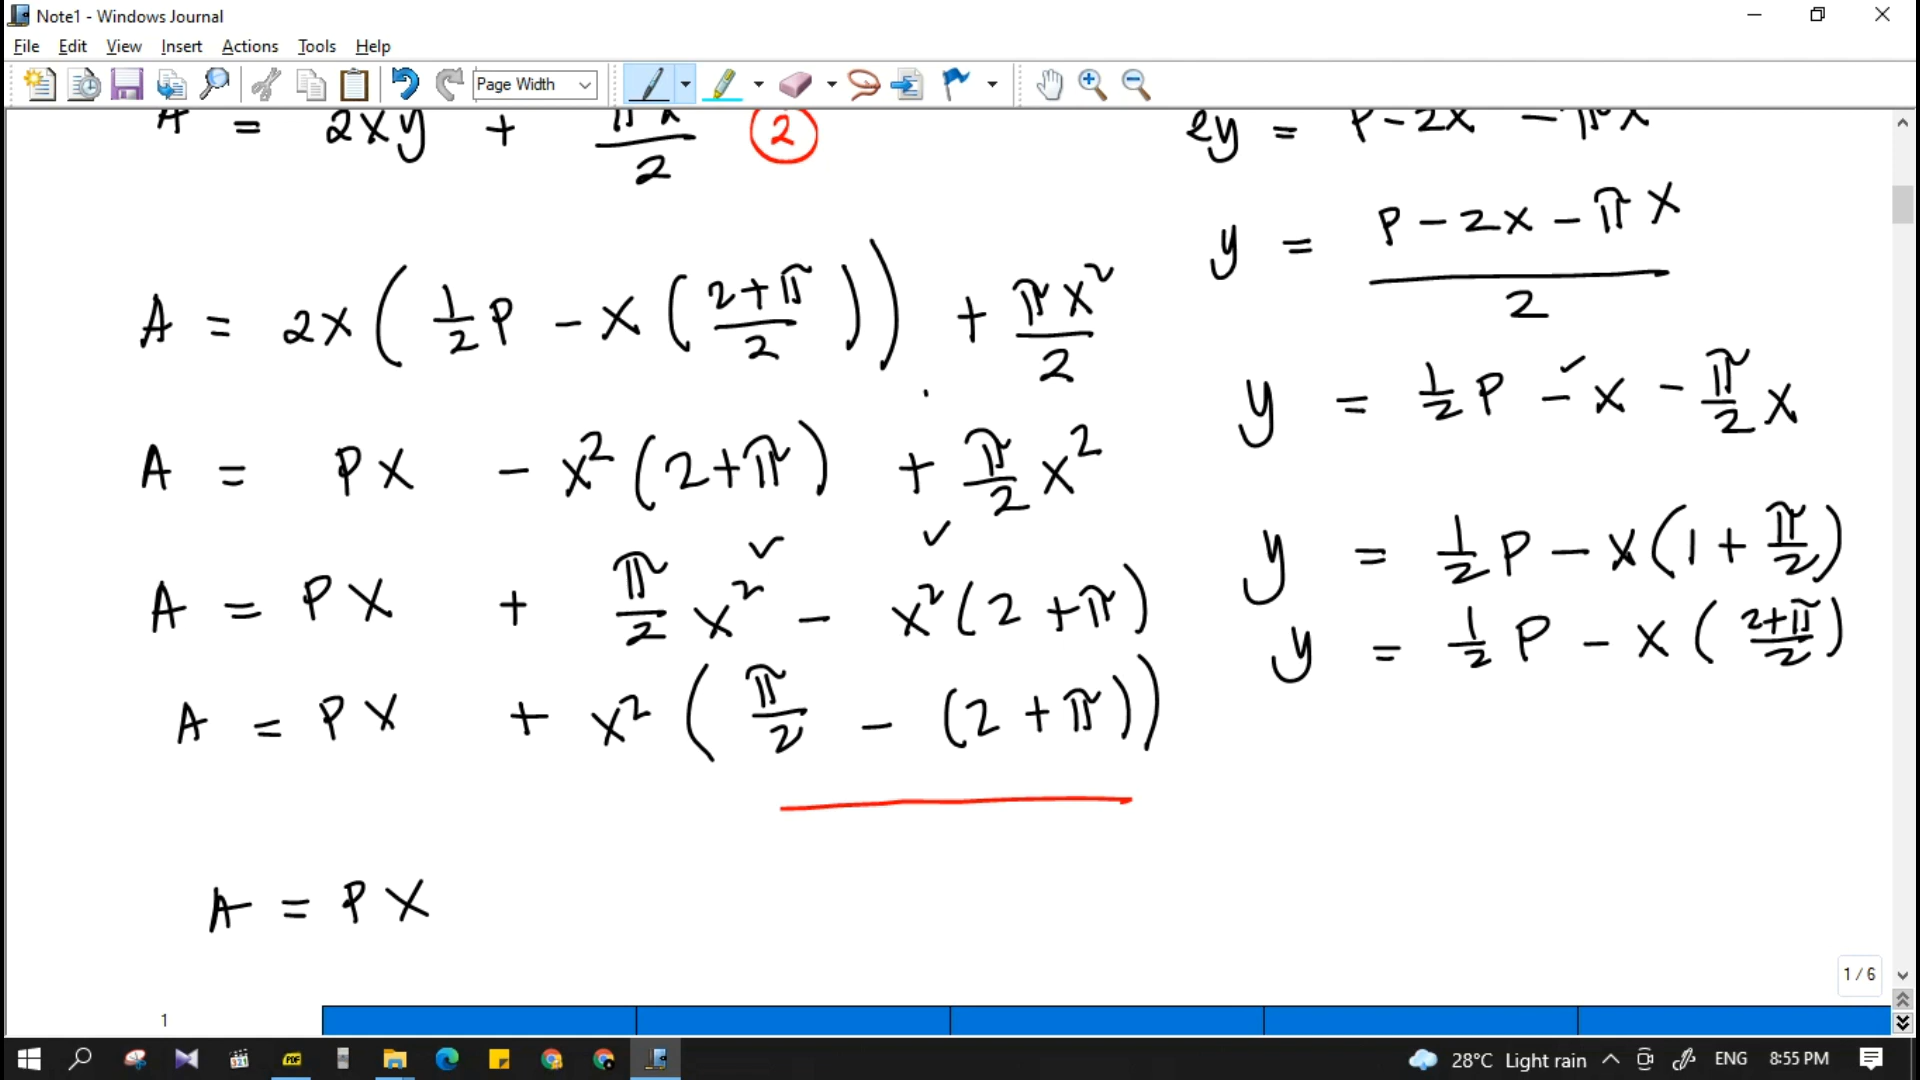 Note1 - Windows Journal
File Edit View Insert Actions Tools Help
Page Width
A = 2xy + πx/2 ②
A = 2x(½P - x((2+π)/2)) + πx²/2
A = Px - x²(2+π) + π/2 x²
A = Px + π/2 x² - x²(2+π)
A = Px + x²(π/2 - (2+π))
A = Px
2y = P-2x - πx
y = (P-2x-πx)/2
y = ½P - x - π/2 x
y = ½P - x(1 + π/2)
y = ½P - x((2+π)/2)
1 / 6
1
28°C Light rain ENG 8:55 PM